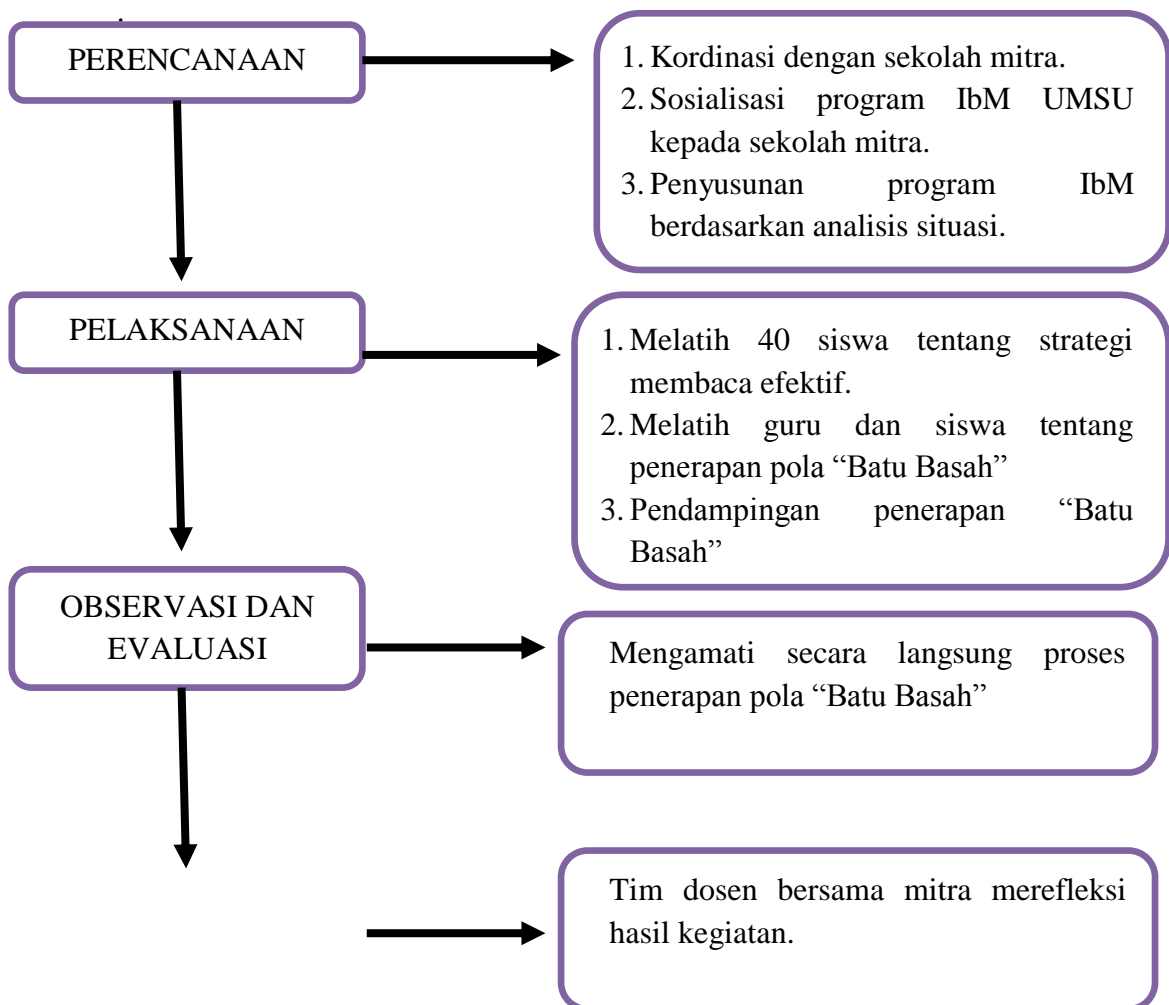 PERENCANAAN
1. Kordinasi dengan sekolah mitra.
2. Sosialisasi program IbM UMSU
kepada sekolah mitra.
3. Penyusunan program IbM
berdasarkan analisis situasi.
PELAKSANAAN
1. Melatih 40 siswa tentang strategi
membaca efektif.
2. Melatih guru dan siswa tentang
penerapan pola “Batu Basah”
3. Pendampingan penerapan “Batu
Basah”
OBSERVASI DAN
EVALUASI
Mengamati secara langsung proses
penerapan pola “Batu Basah”
Tim dosen bersama mitra merefleksi
hasil kegiatan.